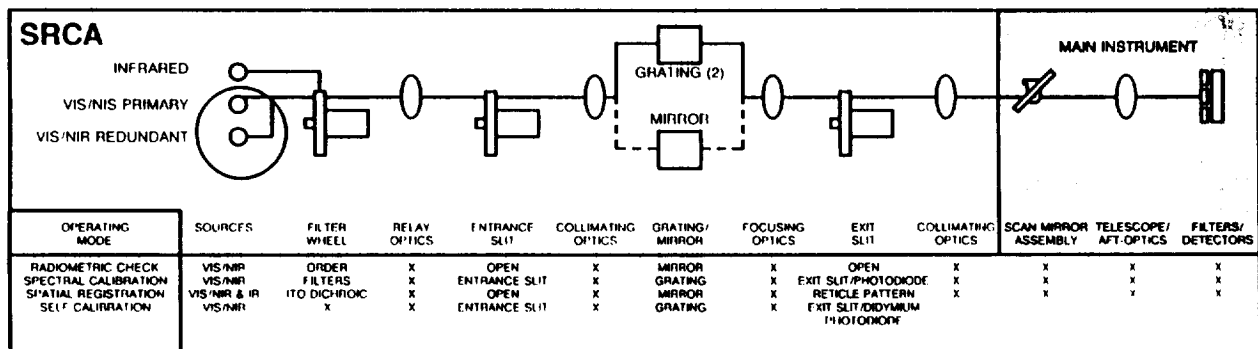 SRCA
INFRARED
VIS/NIS PRIMARY
VIS/NIR REDUNDANT
GRATING (2)
MIRROR
MAIN INSTRUMENT
OPERATING MODE SOURCES FILTER WHEEL RELAY OPTICS ENTRANCE SLIT COLLIMATING OPTICS GRATING/ MIRROR FOCUSING OPTICS EXIT SLIT COLLIMATING OPTICS SCAN MIRROR ASSEMBLY TELESCOPE/ AFT-OPTICS FILTERS/ DETECTORS
RADIOMETRIC CHECK VIS/NIR ORDER X OPEN X MIRROR X OPEN X X X X
SPECTRAL CALIBRATION VIS/NIR FILTERS X ENTRANCE SLIT X GRATING X EXIT SLIT/PHOTODIODE X X X X
SPATIAL REGISTRATION VIS/NIR & IR ITO DICHROIC X OPEN X MIRROR X RETICLE PATTERN X X X X
SELF CALIBRATION VIS/NIR X X ENTRANCE SLIT X GRATING X EXIT SLIT/DIDYMIUM
PHOTODIODE